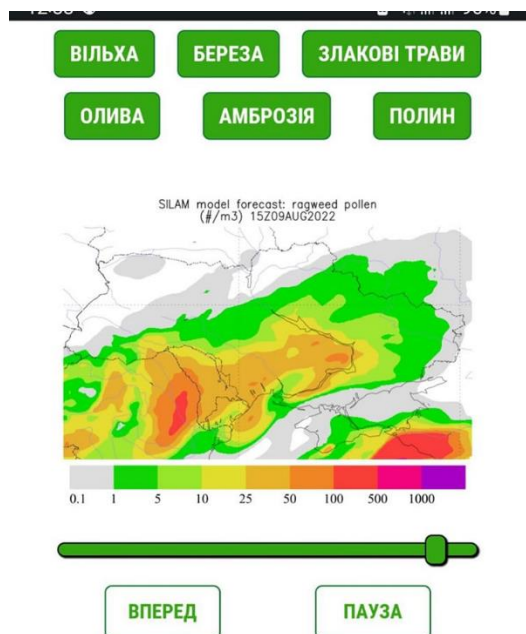 ВІЛЬХА БЕРЕЗА ЗЛАКОВІ ТРАВИ
ОЛИВА АМБРОЗІЯ ПОЛИН
SILAM model forecast: ragweed pollen
(#/m3) 15Z09AUG2022
0.1 1 5 10 25 50 100 500 1000
ВПЕРЕД ПАУЗА